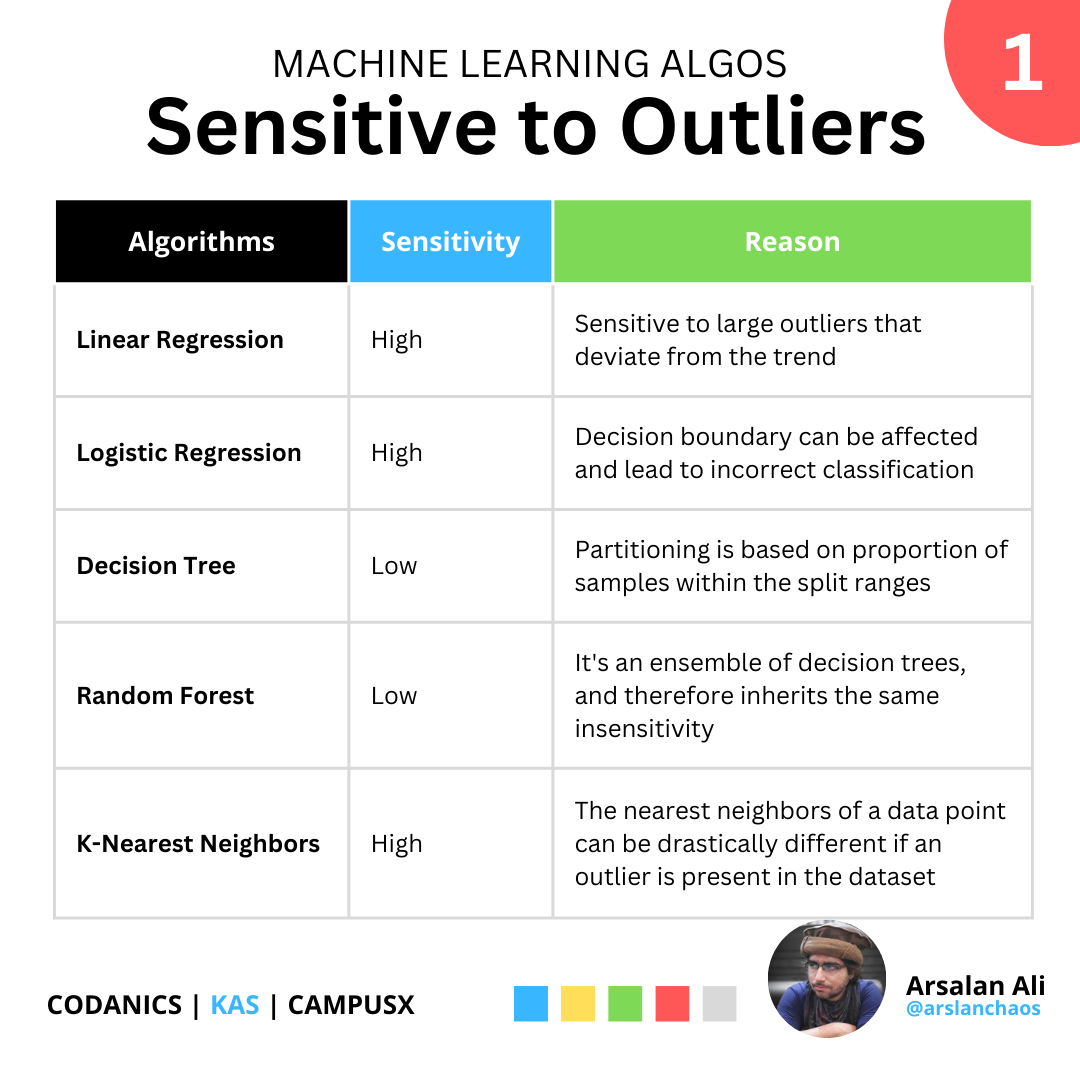 1
MACHINE LEARNING ALGOS
Sensitive to Outliers
Algorithms Sensitivity Reason
Linear Regression
High
Sensitive to large outliers that
deviate from the trend
Logistic Regression
High
Decision boundary can be affected
and lead to incorrect classification
Decision Tree
Low
Partitioning is based on proportion of
samples within the split ranges
Random Forest
Low
It's an ensemble of decision trees,
and therefore inherits the same
insensitivity
K-Nearest Neighbors
High
The nearest neighbors of a data point
can be drastically different if an
outlier is present in the dataset
CODANICS | KAS | CAMPUSX
Arsalan Ali
@arslanchaos